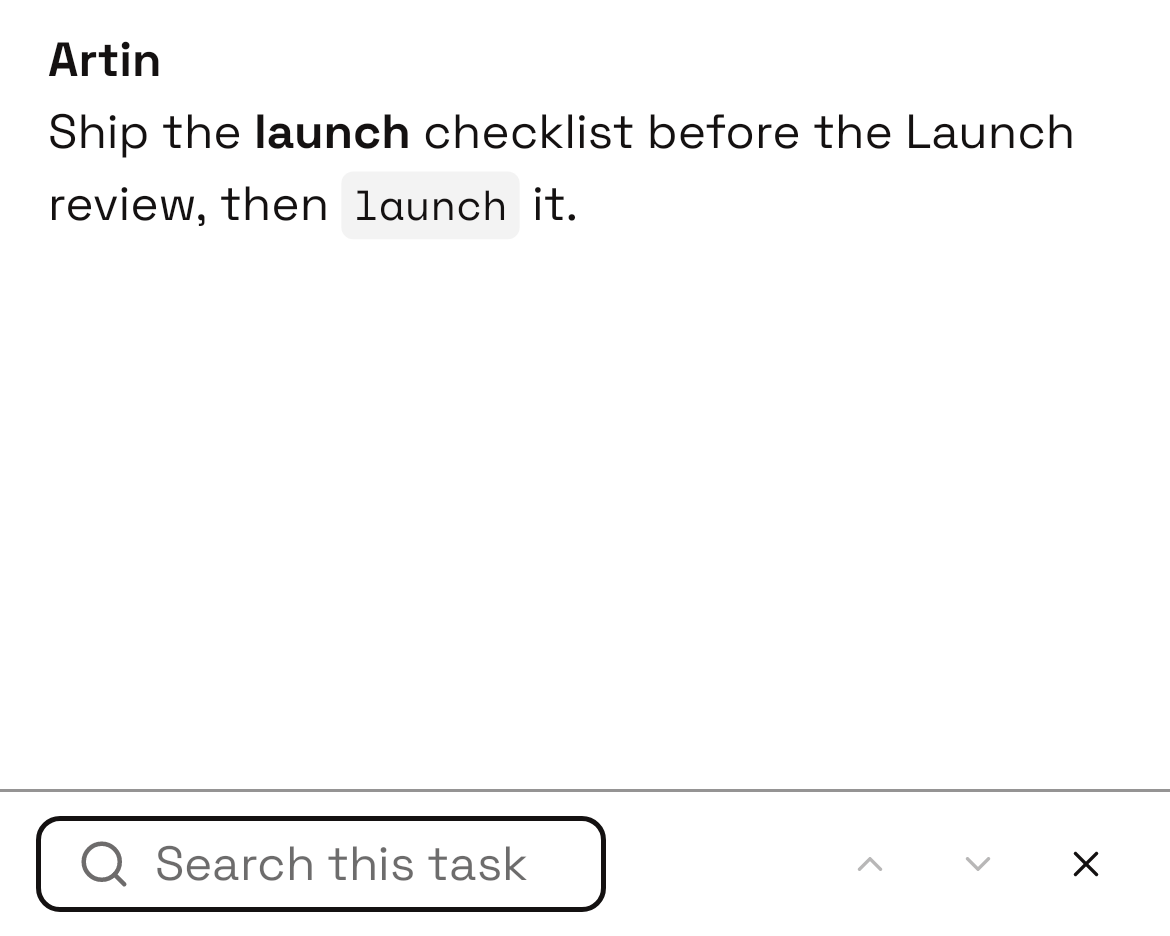 Artin
Ship the launch checklist before the Launch
review, then launch it.
Search this task